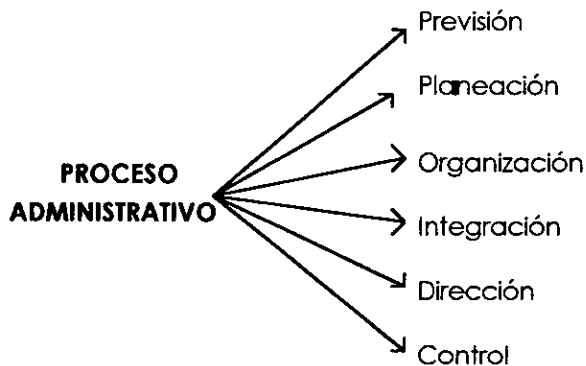 Previsión
Planeación
PROCESO
ADMINISTRATIVO
Organización
Integración
Dirección
Control